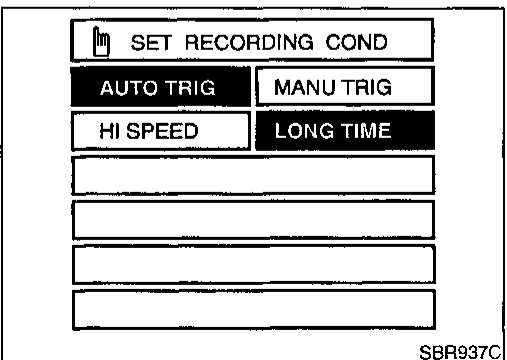 SET RECORDING COND
AUTO TRIG MANU TRIG
HI SPEED LONG TIME
SBR937C